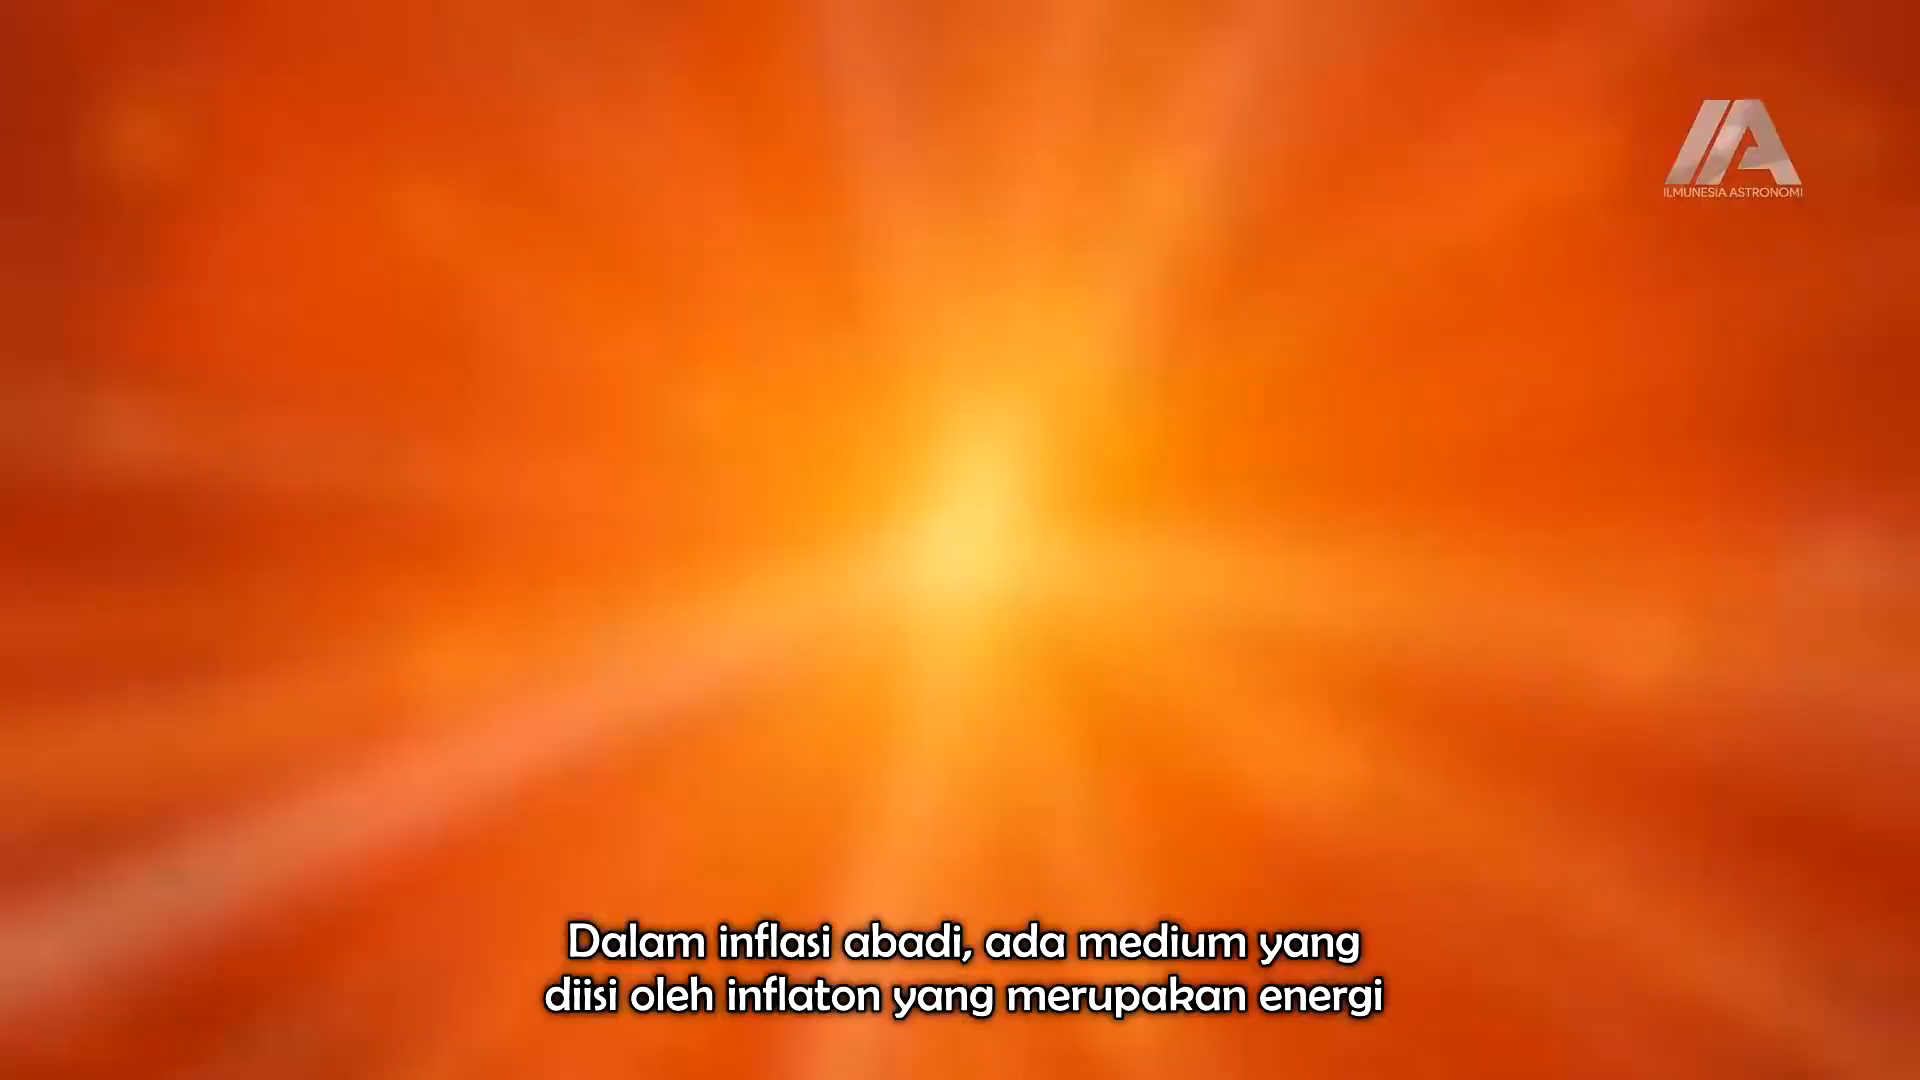 ILMUNESIA ASTRONOMI
Dalam inflasi abadi, ada medium yang
diisi oleh inflaton yang merupakan energi